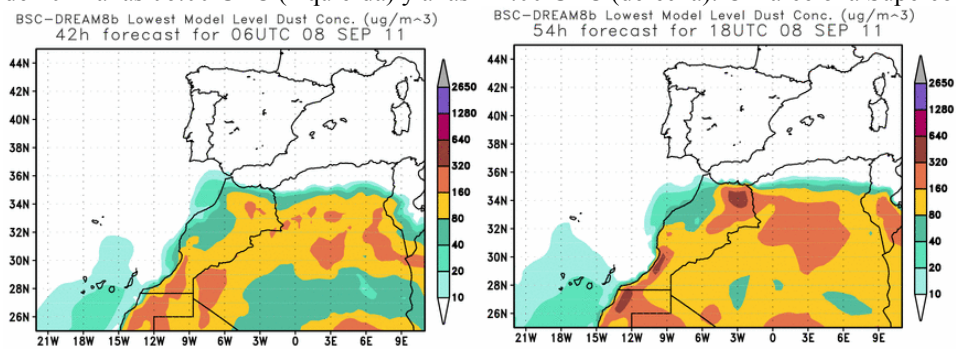 BSC-DREAM8b Lowest Model Level Dust Conc. (ug/m^3)
42h forecast for 06UTC 08 SEP 11
44N
42N
40N
38N
36N
34N
32N
30N
28N
26N
21W 18W 15W 12W 9W 6W 3W 0 3E 6E 9E
2650
1280
640
320
160
80
40
20
10
BSC-DREAM8b Lowest Model Level Dust Conc. (ug/m^3)
54h forecast for 18UTC 08 SEP 11
44N
42N
40N
38N
36N
34N
32N
30N
28N
26N
21W 18W 15W 12W 9W 6W 3W 0 3E 6E 9E
2650
1280
640
320
160
80
40
20
10